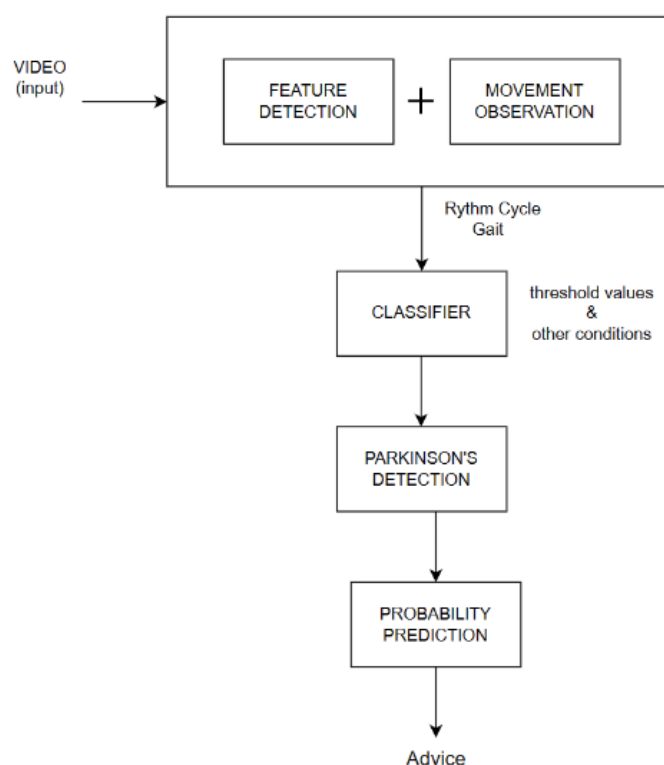 VIDEO
(input)
FEATURE
DETECTION
+
MOVEMENT
OBSERVATION
Rythm Cycle
Gait
CLASSIFIER
threshold values
&
other conditions
PARKINSON'S
DETECTION
PROBABILITY
PREDICTION
Advice